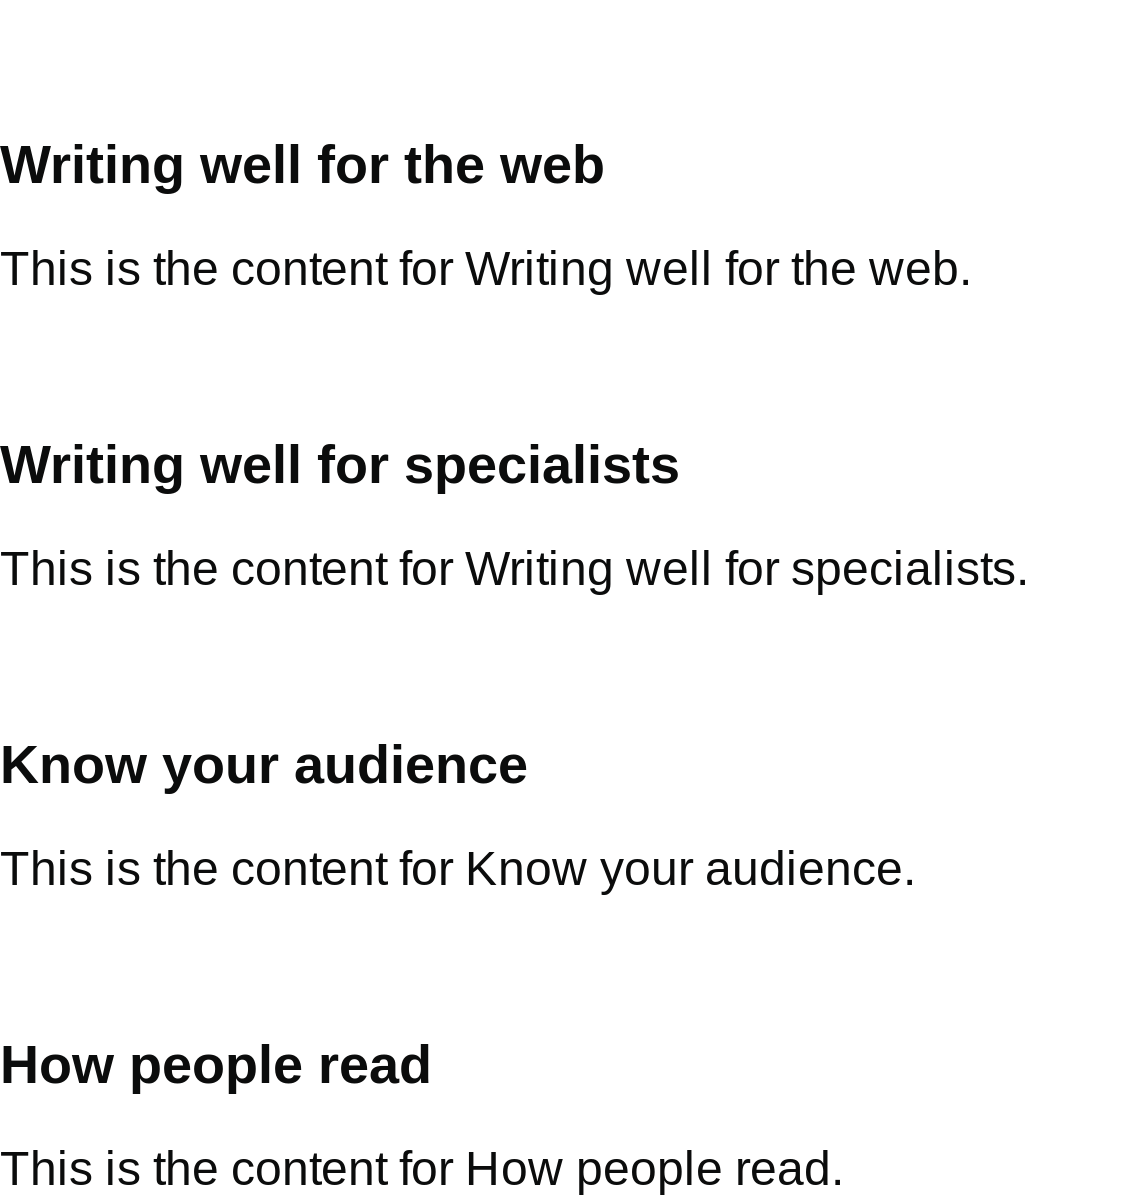 Writing well for the web
This is the content for Writing well for the web.
Writing well for specialists
This is the content for Writing well for specialists.
Know your audience
This is the content for Know your audience.
How people read
This is the content for How people read.